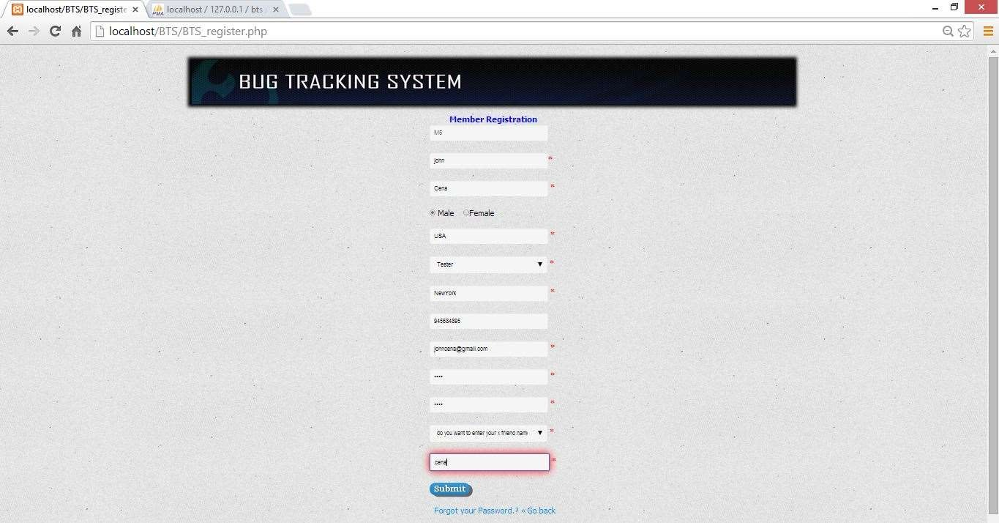 localhost/BTS/BTS_registe
localhost / 127.0.0.1 / bts
localhost/BTS/BTS_register.php
BUG TRACKING SYSTEM
Member Registration
M5
john *
Cena *
Male Female
USA *
Tester *
NewYork *
945684895
johncena@gmail.com *
•••• *
•••• *
do you want to enter your x friend name *
cena *
Submit
Forgot your Password.? « Go back